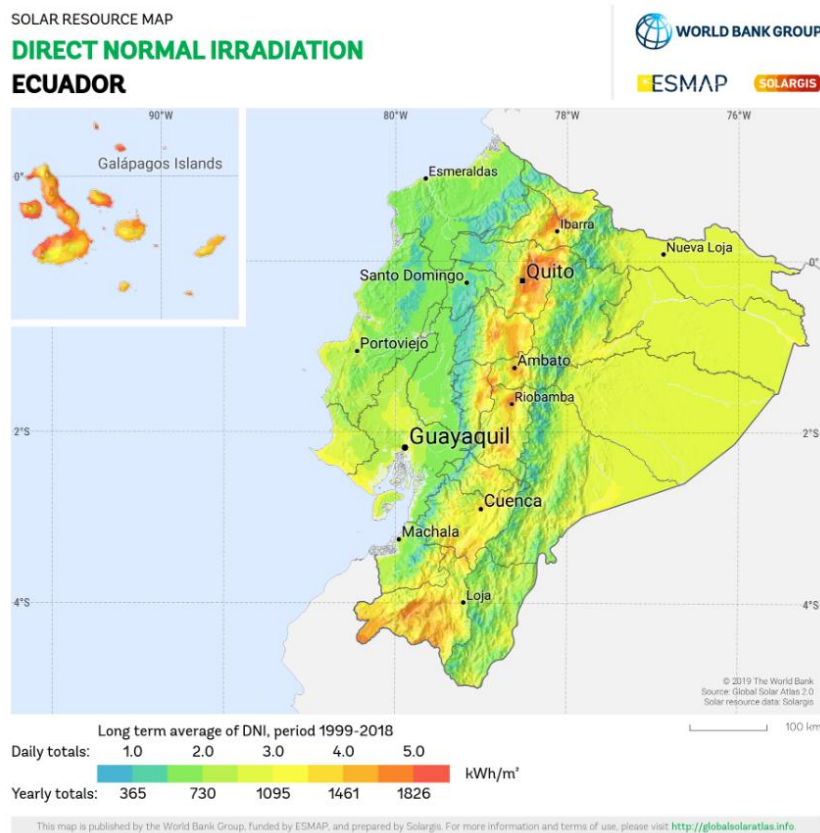 SOLAR RESOURCE MAP
DIRECT NORMAL IRRADIATION
ECUADOR
WORLD BANK GROUP
ESMAP
SOLARGIS
90°W
Galápagos Islands
0°
80°W
78°W
76°W
Esmeraldas
Ibarra
Nueva Loja
0°
Santo Domingo
Quito
Portoviejo
Ambato
Riobamba
2°S
2°S
Guayaquil
Cuenca
Machala
4°S
Loja
4°S
© 2019 The World Bank
Source: Global Solar Atlas 2.0
Solar resource data: Solargis
100 km
Long term average of DNI, period 1999-2018
Daily totals: 1.0 2.0 3.0 4.0 5.0
kWh/m²
Yearly totals: 365 730 1095 1461 1826
This map is published by the World Bank Group, funded by ESMAP, and prepared by Solargis. For more information and terms of use, please visit http://globalsolaratlas.info.